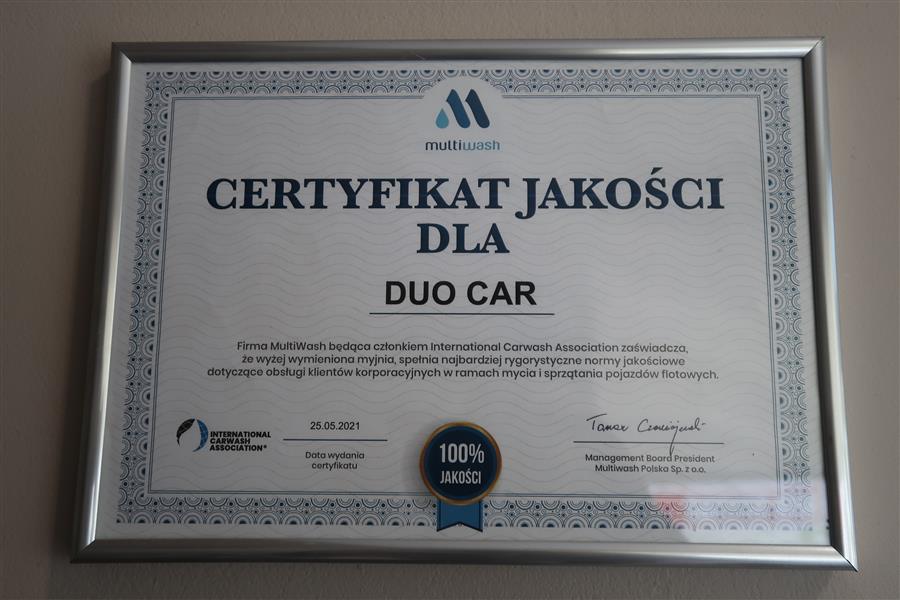 multiwash
CERTYFIKAT JAKOŚCI
DLA
DUO CAR
Firma MultiWash będąca członkiem International Carwash Association zaświadcza,
że wyżej wymieniona myjnia, spełnia najbardziej rygorystyczne normy jakościowe
dotyczące obsługi klientów korporacyjnych w ramach mycia i sprzątania pojazdów flotowych.
INTERNATIONAL
CARWASH
ASSOCIATION®
25.05.2021
Data wydania
certyfikatu
100%
JAKOŚCI
Management Board President
Multiwash Polska Sp. z o.o.